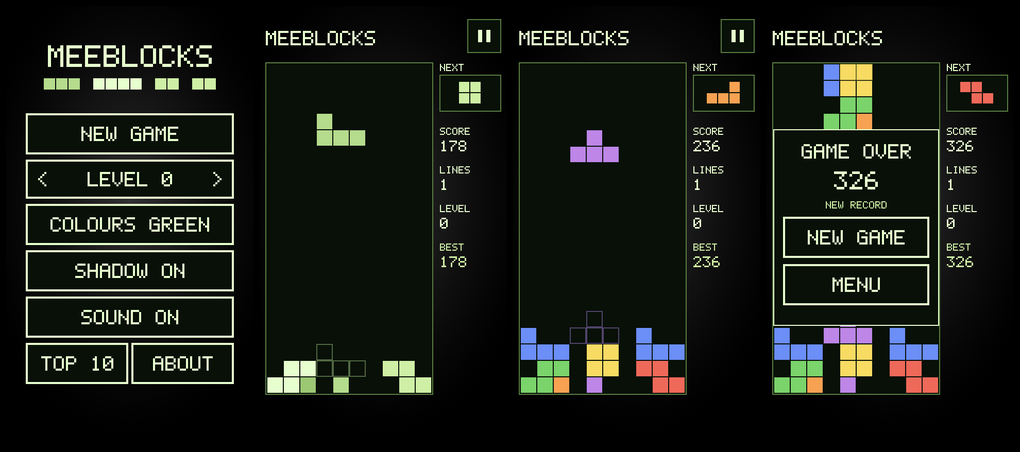 MEEBLOCKS
NEW GAME
< LEVEL 0 >
COLOURS GREEN
SHADOW ON
SOUND ON
TOP 10
ABOUT
MEEBLOCKS
NEXT
SCORE
178
LINES
1
LEVEL
0
BEST
178
MEEBLOCKS
NEXT
SCORE
236
LINES
1
LEVEL
0
BEST
236
MEEBLOCKS
NEXT
GAME OVER
326
NEW RECORD
NEW GAME
MENU
SCORE
326
LINES
1
LEVEL
0
BEST
326